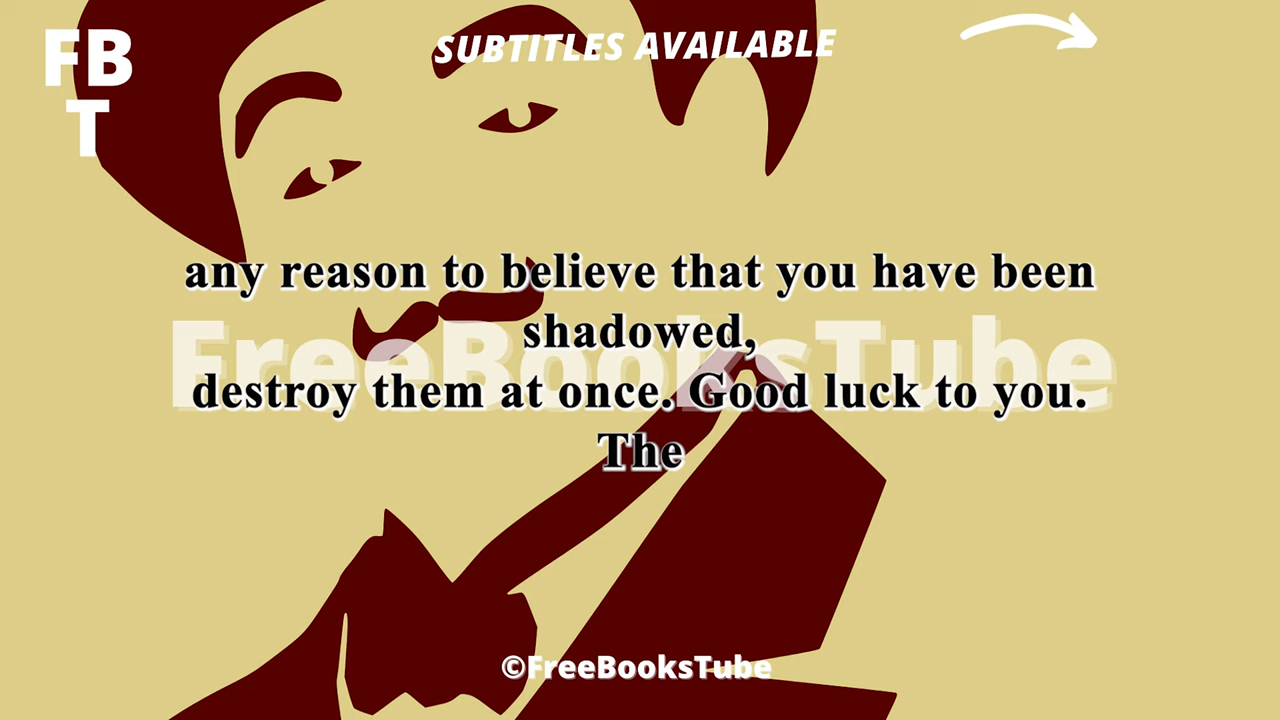 FB
T
SUBTITLES AVAILABLE
any reason to believe that you have been
shadowed,
FreeBooksTube
destroy them at once. Good luck to you.
The
©FreeBooksTube